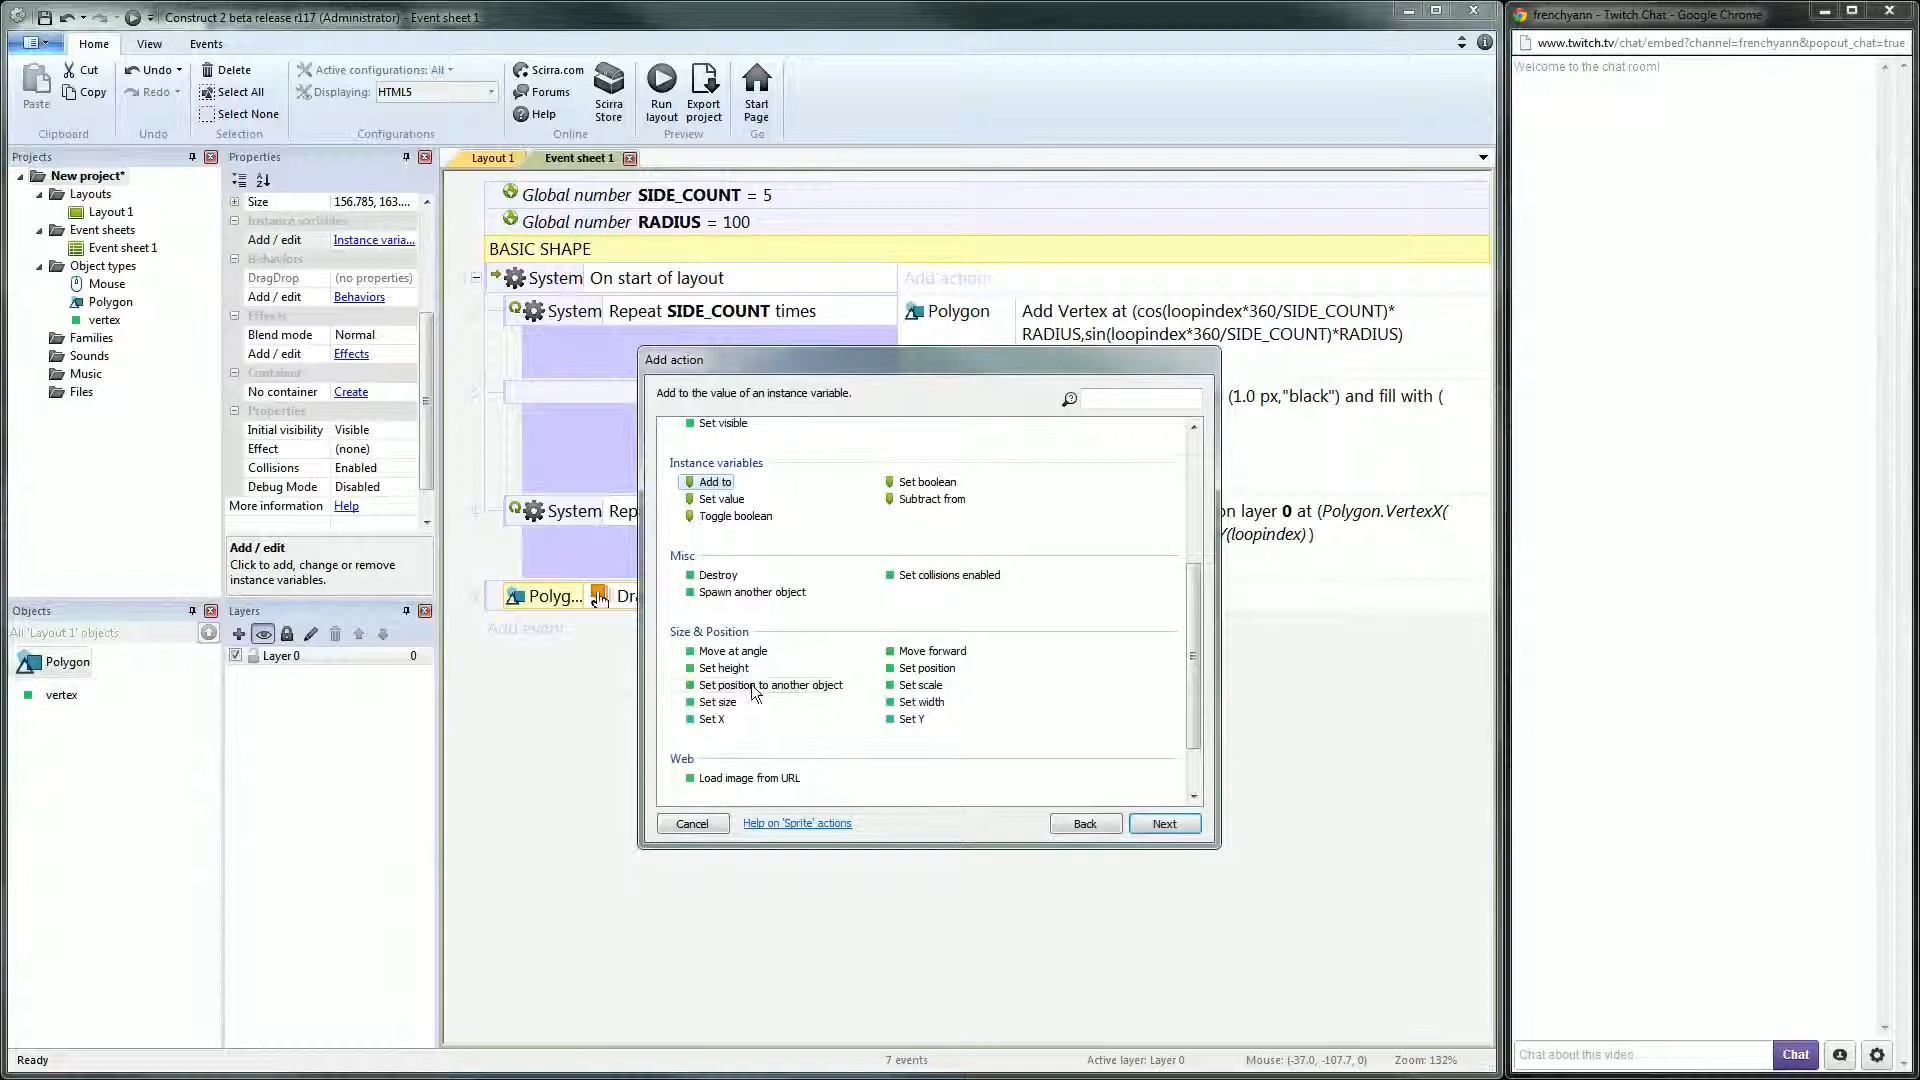 Construct 2 beta release r117 (Administrator) - Event sheet 1
Home View Events
Paste Cut Copy Clipboard
Undo Redo Undo
Delete Select All Select None Selection
Active configurations: All
Displaying: HTML5
Configurations
Scirra.com Forums Help Scirra Store Online
Run layout Export project Preview
Start Page Go
Projects
New project*
Layouts
Layout 1
Event sheets
Event sheet 1
Object types
Mouse
Polygon
vertex
Families
Sounds
Music
Files
Properties
Size 156.785, 163....
Instance variables
Add / edit Instance varia...
Behaviors
DragDrop (no properties)
Add / edit Behaviors
Effects
Blend mode Normal
Add / edit Effects
Container
No container Create
Properties
Initial visibility Visible
Effect (none)
Collisions Enabled
Debug Mode Disabled
More information Help
Add / edit
Click to add, change or remove
instance variables.
Objects
All 'Layout 1' objects
Polygon
vertex
Layers
Layer 0 0
Layout 1 Event sheet 1
Global number SIDE_COUNT = 5
Global number RADIUS = 100
BASIC SHAPE
System On start of layout Add action
System Repeat SIDE_COUNT times Polygon Add Vertex at (cos(loopindex*360/SIDE_COUNT)*
RADIUS,sin(loopindex*360/SIDE_COUNT)*RADIUS)
(1.0 px,"black") and fill with (
System Rep on layer 0 at (Polygon.VertexX(
(loopindex))
Polyg... Dra
Add event
Add action
Add to the value of an instance variable.
Set visible
Instance variables
Add to Set boolean
Set value Subtract from
Toggle boolean
Misc
Destroy Set collisions enabled
Spawn another object
Size & Position
Move at angle Move forward
Set height Set position
Set position to another object Set scale
Set size Set width
Set X Set Y
Web
Load image from URL
Cancel Help on 'Sprite' actions Back Next
Ready 7 events Active layer: Layer 0 Mouse: (-37.0, -107.7, 0) Zoom: 132%
frenchyann - Twitch Chat - Google Chrome
www.twitch.tv/chat/embed?channel=frenchyann&popout_chat=true
Welcome to the chat room!
Chat about this video Chat